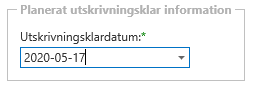 Planerat utskrivningsklar information
Utskrivningsklardatum:*
2020-05-17